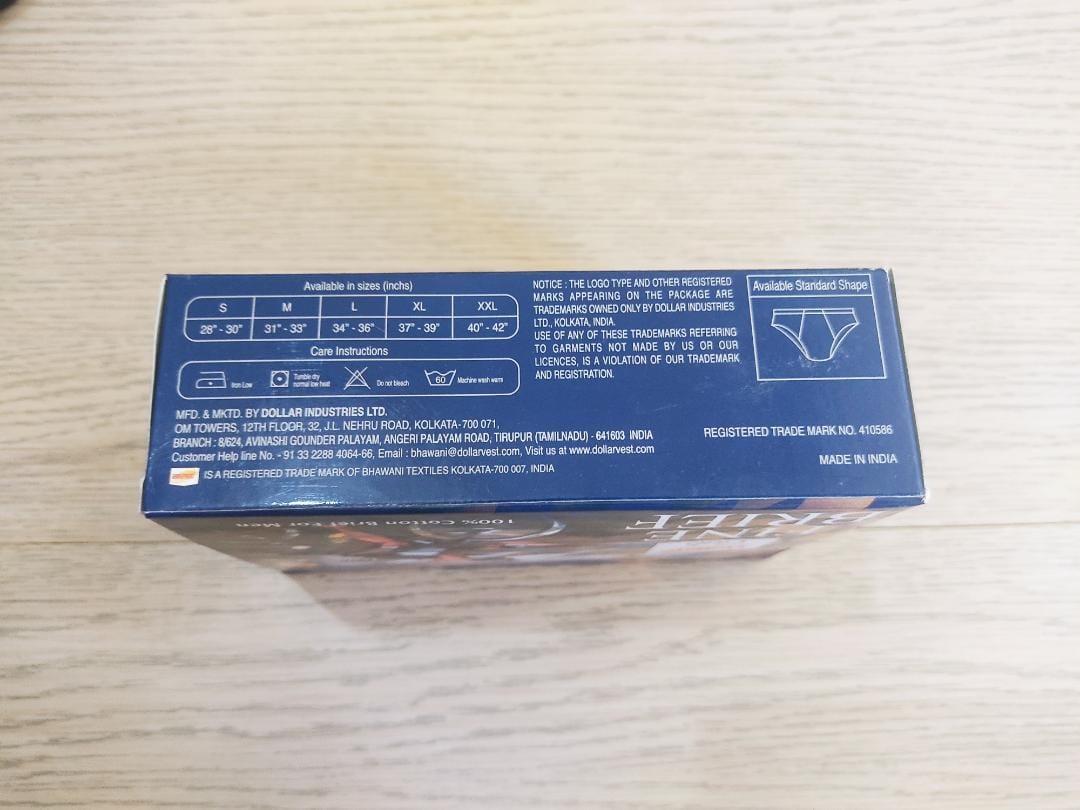 Available in sizes (inchs)
S M L XL XXL
28" - 30" 31" - 33" 34" - 36" 37" - 39" 40" - 42"
Care Instructions
Iron Low
Tumble dry
normal low heat
Do not bleach
60
Machine wash warm
NOTICE : THE LOGO TYPE AND OTHER REGISTERED
MARKS APPEARING ON THE PACKAGE ARE
TRADEMARKS OWNED ONLY BY DOLLAR INDUSTRIES
LTD., KOLKATA, INDIA.
USE OF ANY OF THESE TRADEMARKS REFERRING
TO GARMENTS NOT MADE BY US OR OUR
LICENCES, IS A VIOLATION OF OUR TRADEMARK
AND REGISTRATION.
Available Standard Shape
MFD. & MKTD. BY DOLLAR INDUSTRIES LTD.
OM TOWERS, 12TH FLOOR, 32, J.L. NEHRU ROAD, KOLKATA-700 071,
BRANCH : 8/624, AVINASHI GOUNDER PALAYAM, ANGERI PALAYAM ROAD, TIRUPUR (TAMILNADU) - 641603 INDIA
Customer Help line No. - 91 33 2288 4064-66, Email : bhawani@dollarvest.com, Visit us at www.dollarvest.com
IS A REGISTERED TRADE MARK OF BHAWANI TEXTILES KOLKATA-700 007, INDIA
REGISTERED TRADE MARK NO. 410586
MADE IN INDIA
100% Cotton Brief For Men
BRIEF